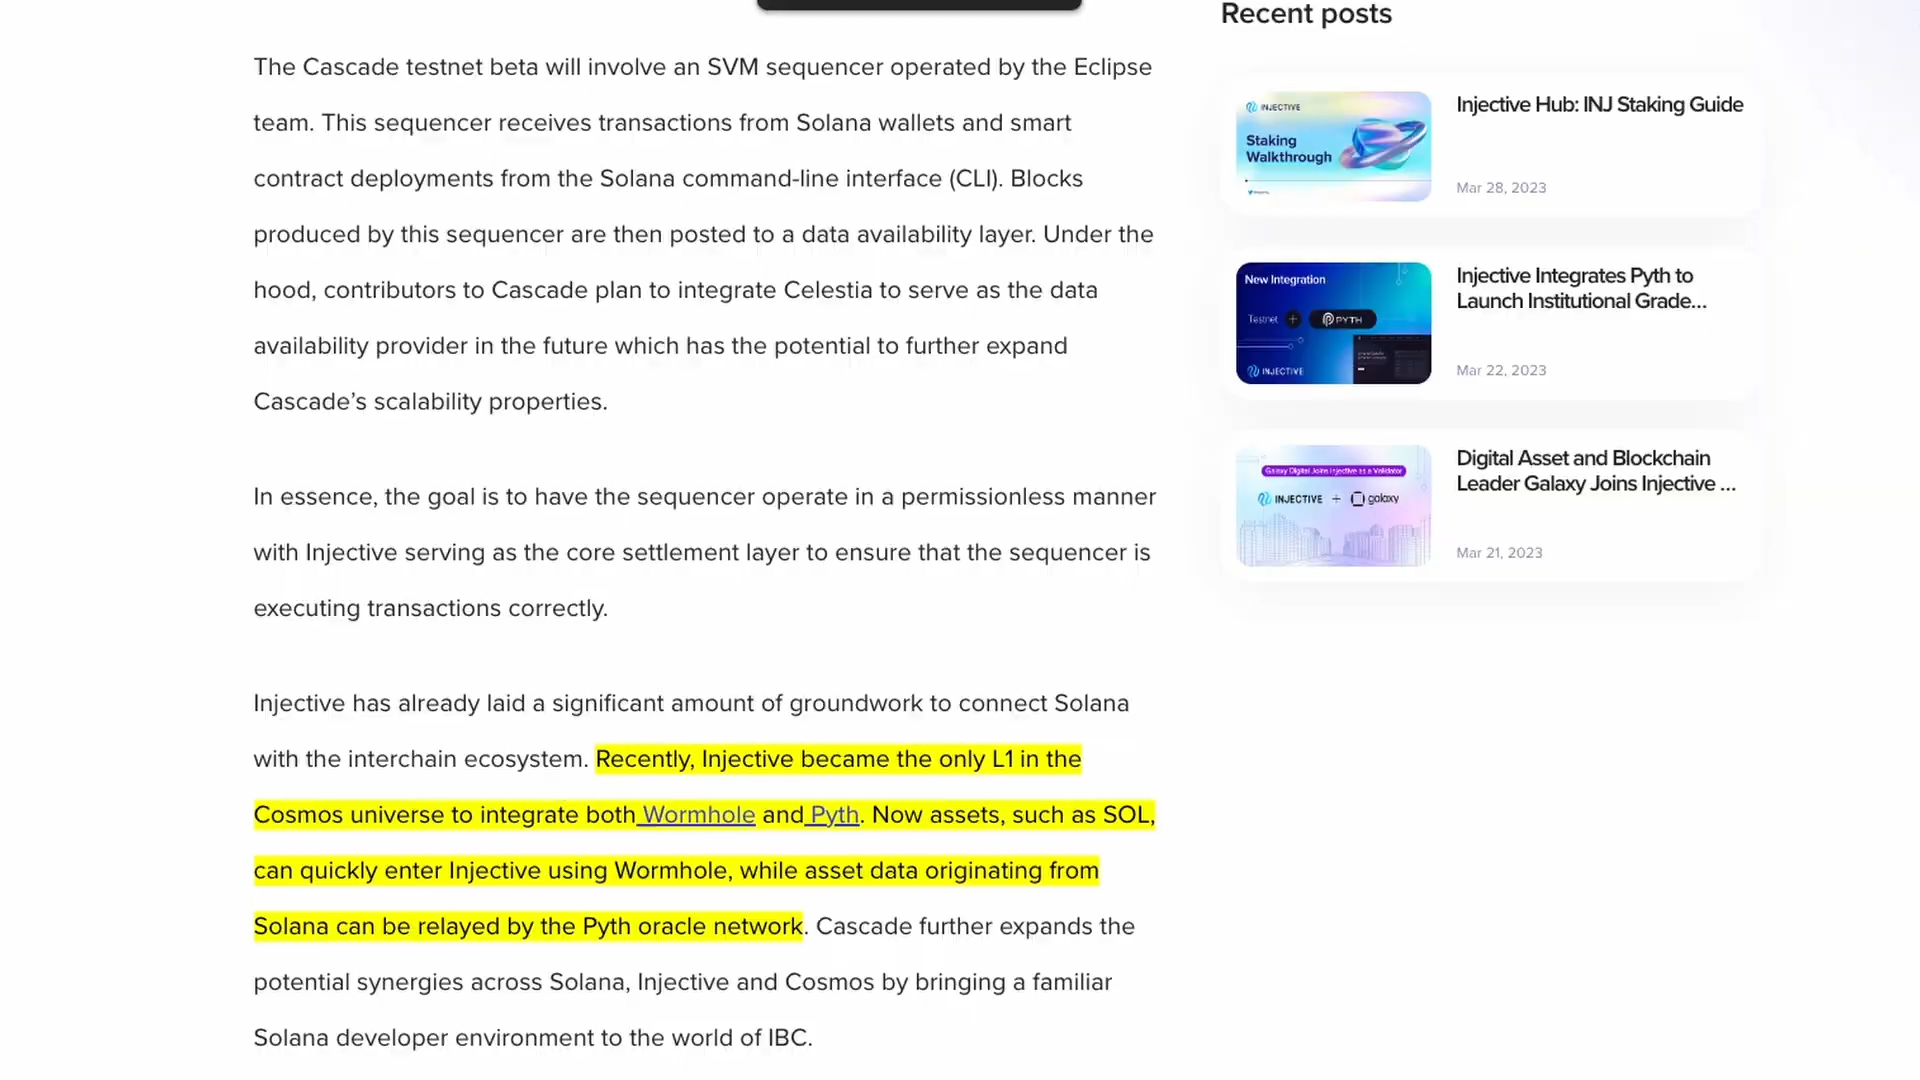 The Cascade testnet beta will involve an SVM sequencer operated by the Eclipse
team. This sequencer receives transactions from Solana wallets and smart
contract deployments from the Solana command-line interface (CLI). Blocks
produced by this sequencer are then posted to a data availability layer. Under the
hood, contributors to Cascade plan to integrate Celestia to serve as the data
availability provider in the future which has the potential to further expand
Cascade’s scalability properties.
In essence, the goal is to have the sequencer operate in a permissionless manner
with Injective serving as the core settlement layer to ensure that the sequencer is
executing transactions correctly.
Injective has already laid a significant amount of groundwork to connect Solana
with the interchain ecosystem. Recently, Injective became the only L1 in the
Cosmos universe to integrate both Wormhole and Pyth. Now assets, such as SOL,
can quickly enter Injective using Wormhole, while asset data originating from
Solana can be relayed by the Pyth oracle network. Cascade further expands the
potential synergies across Solana, Injective and Cosmos by bringing a familiar
Solana developer environment to the world of IBC.
Recent posts
INJECTIVE
Staking
Walkthrough
Injective Hub: INJ Staking Guide
Mar 28, 2023
New Integration
Testnet + PYTH
INJECTIVE
Injective Integrates Pyth to
Launch Institutional Grade...
Mar 22, 2023
Galaxy Digital Joins Injective as a Validator
INJECTIVE + galaxy
Digital Asset and Blockchain
Leader Galaxy Joins Injective ...
Mar 21, 2023